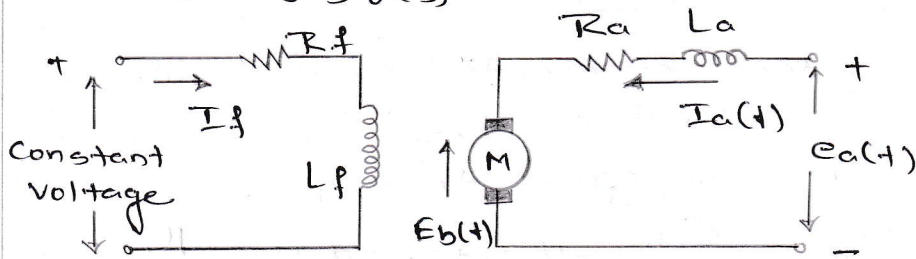 Ra La
+ Rf +
If Ia(t)
Constant
voltage
Lf
M
ea(t)
Eb(t)
-